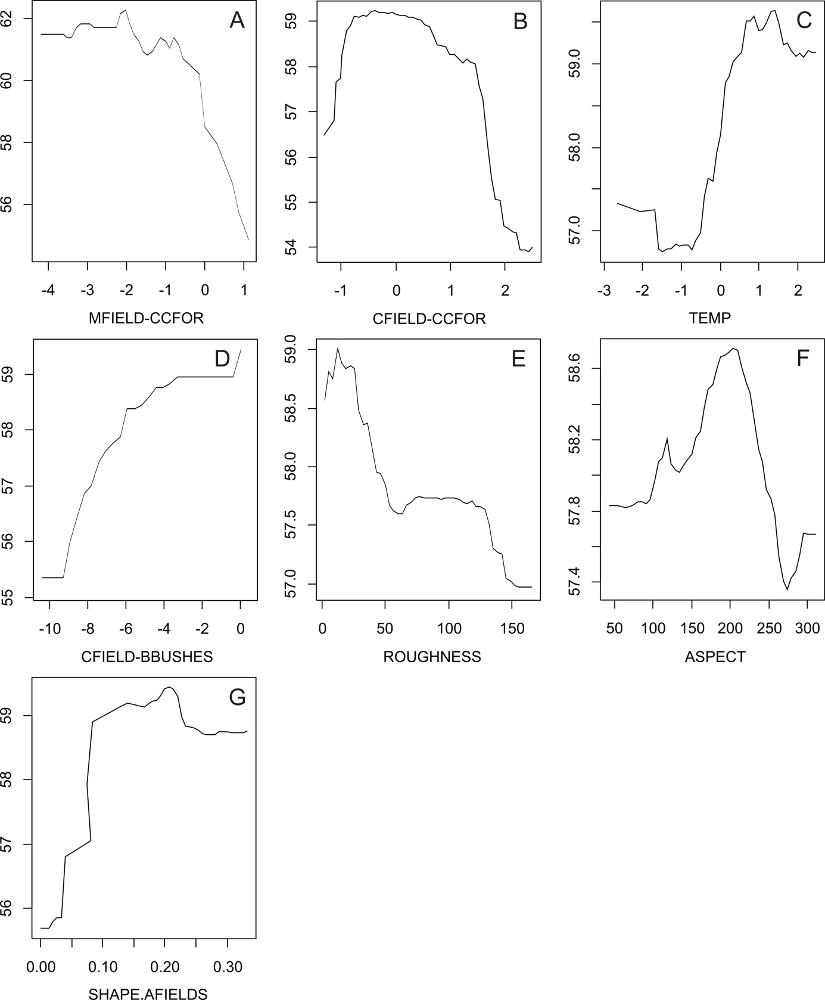 A
62
60
58
56
-4 -3 -2 -1 0 1
MFIELD-CCFOR
B
59
58
57
56
55
54
-1 0 1 2
CFIELD-CCFOR
C
59.0
58.0
57.0
-3 -2 -1 0 1 2
TEMP
D
59
58
57
56
55
-10 -8 -6 -4 -2 0
CFIELD-BBUSHES
E
59.0
58.5
58.0
57.5
57.0
0 50 100 150
ROUGHNESS
F
58.6
58.2
57.8
57.4
50 100 150 200 250 300
ASPECT
G
59
58
57
56
0.00 0.10 0.20 0.30
SHAPE.AFIELDS